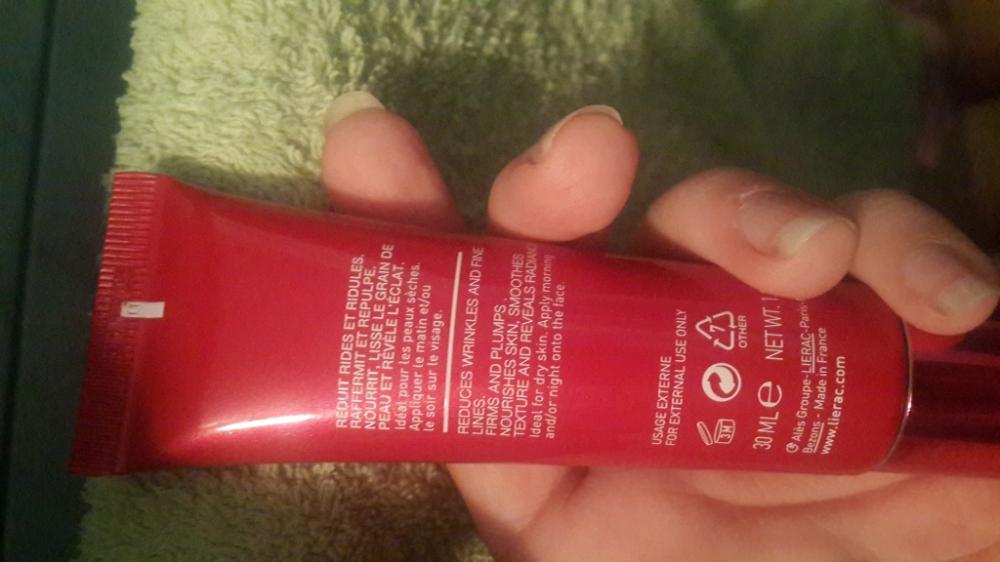 RÉDUIT RIDES ET RIDULES.
RAFFERMIT ET REPULPE.
NOURRIT, LISSE LE GRAIN DE
PEAU ET RÉVÈLE L'ÉCLAT.
Idéal pour les peaux sèches.
Appliquer le matin et/ou
le soir sur le visage.
REDUCES WRINKLES AND FINE
LINES.
FIRMS AND PLUMPS.
NOURISHES SKIN, SMOOTHES
TEXTURE AND REVEALS RADIANCE
Ideal for dry skin. Apply morning
and/or night onto the face.
USAGE EXTERNE
FOR EXTERNAL USE ONLY
3M
7
OTHER
30 ML e NET WT. 1
Alès Groupe-LIERAC-Paris
Bezons - Made in France
www.lierac.com